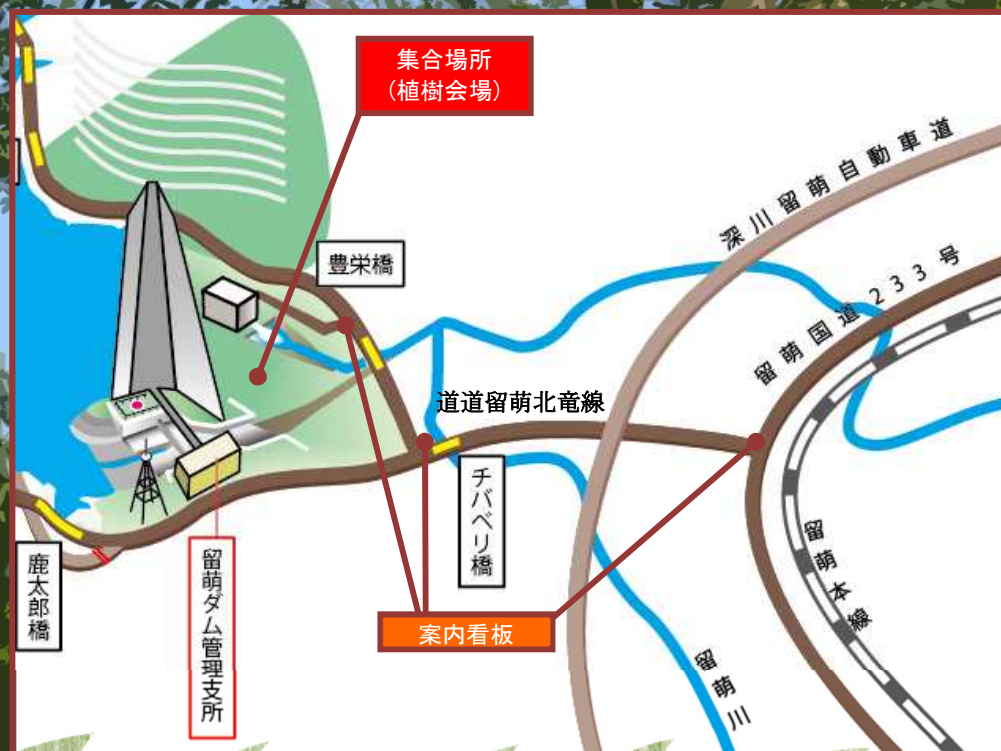 集合場所
(植樹会場)
深川留萌自動車道
豊栄橋
留萌国道233号
道道留萌北竜線
チバベリ橋
鹿太郎橋
留萌ダム管理支所
案内看板
留萌本線
留萌川